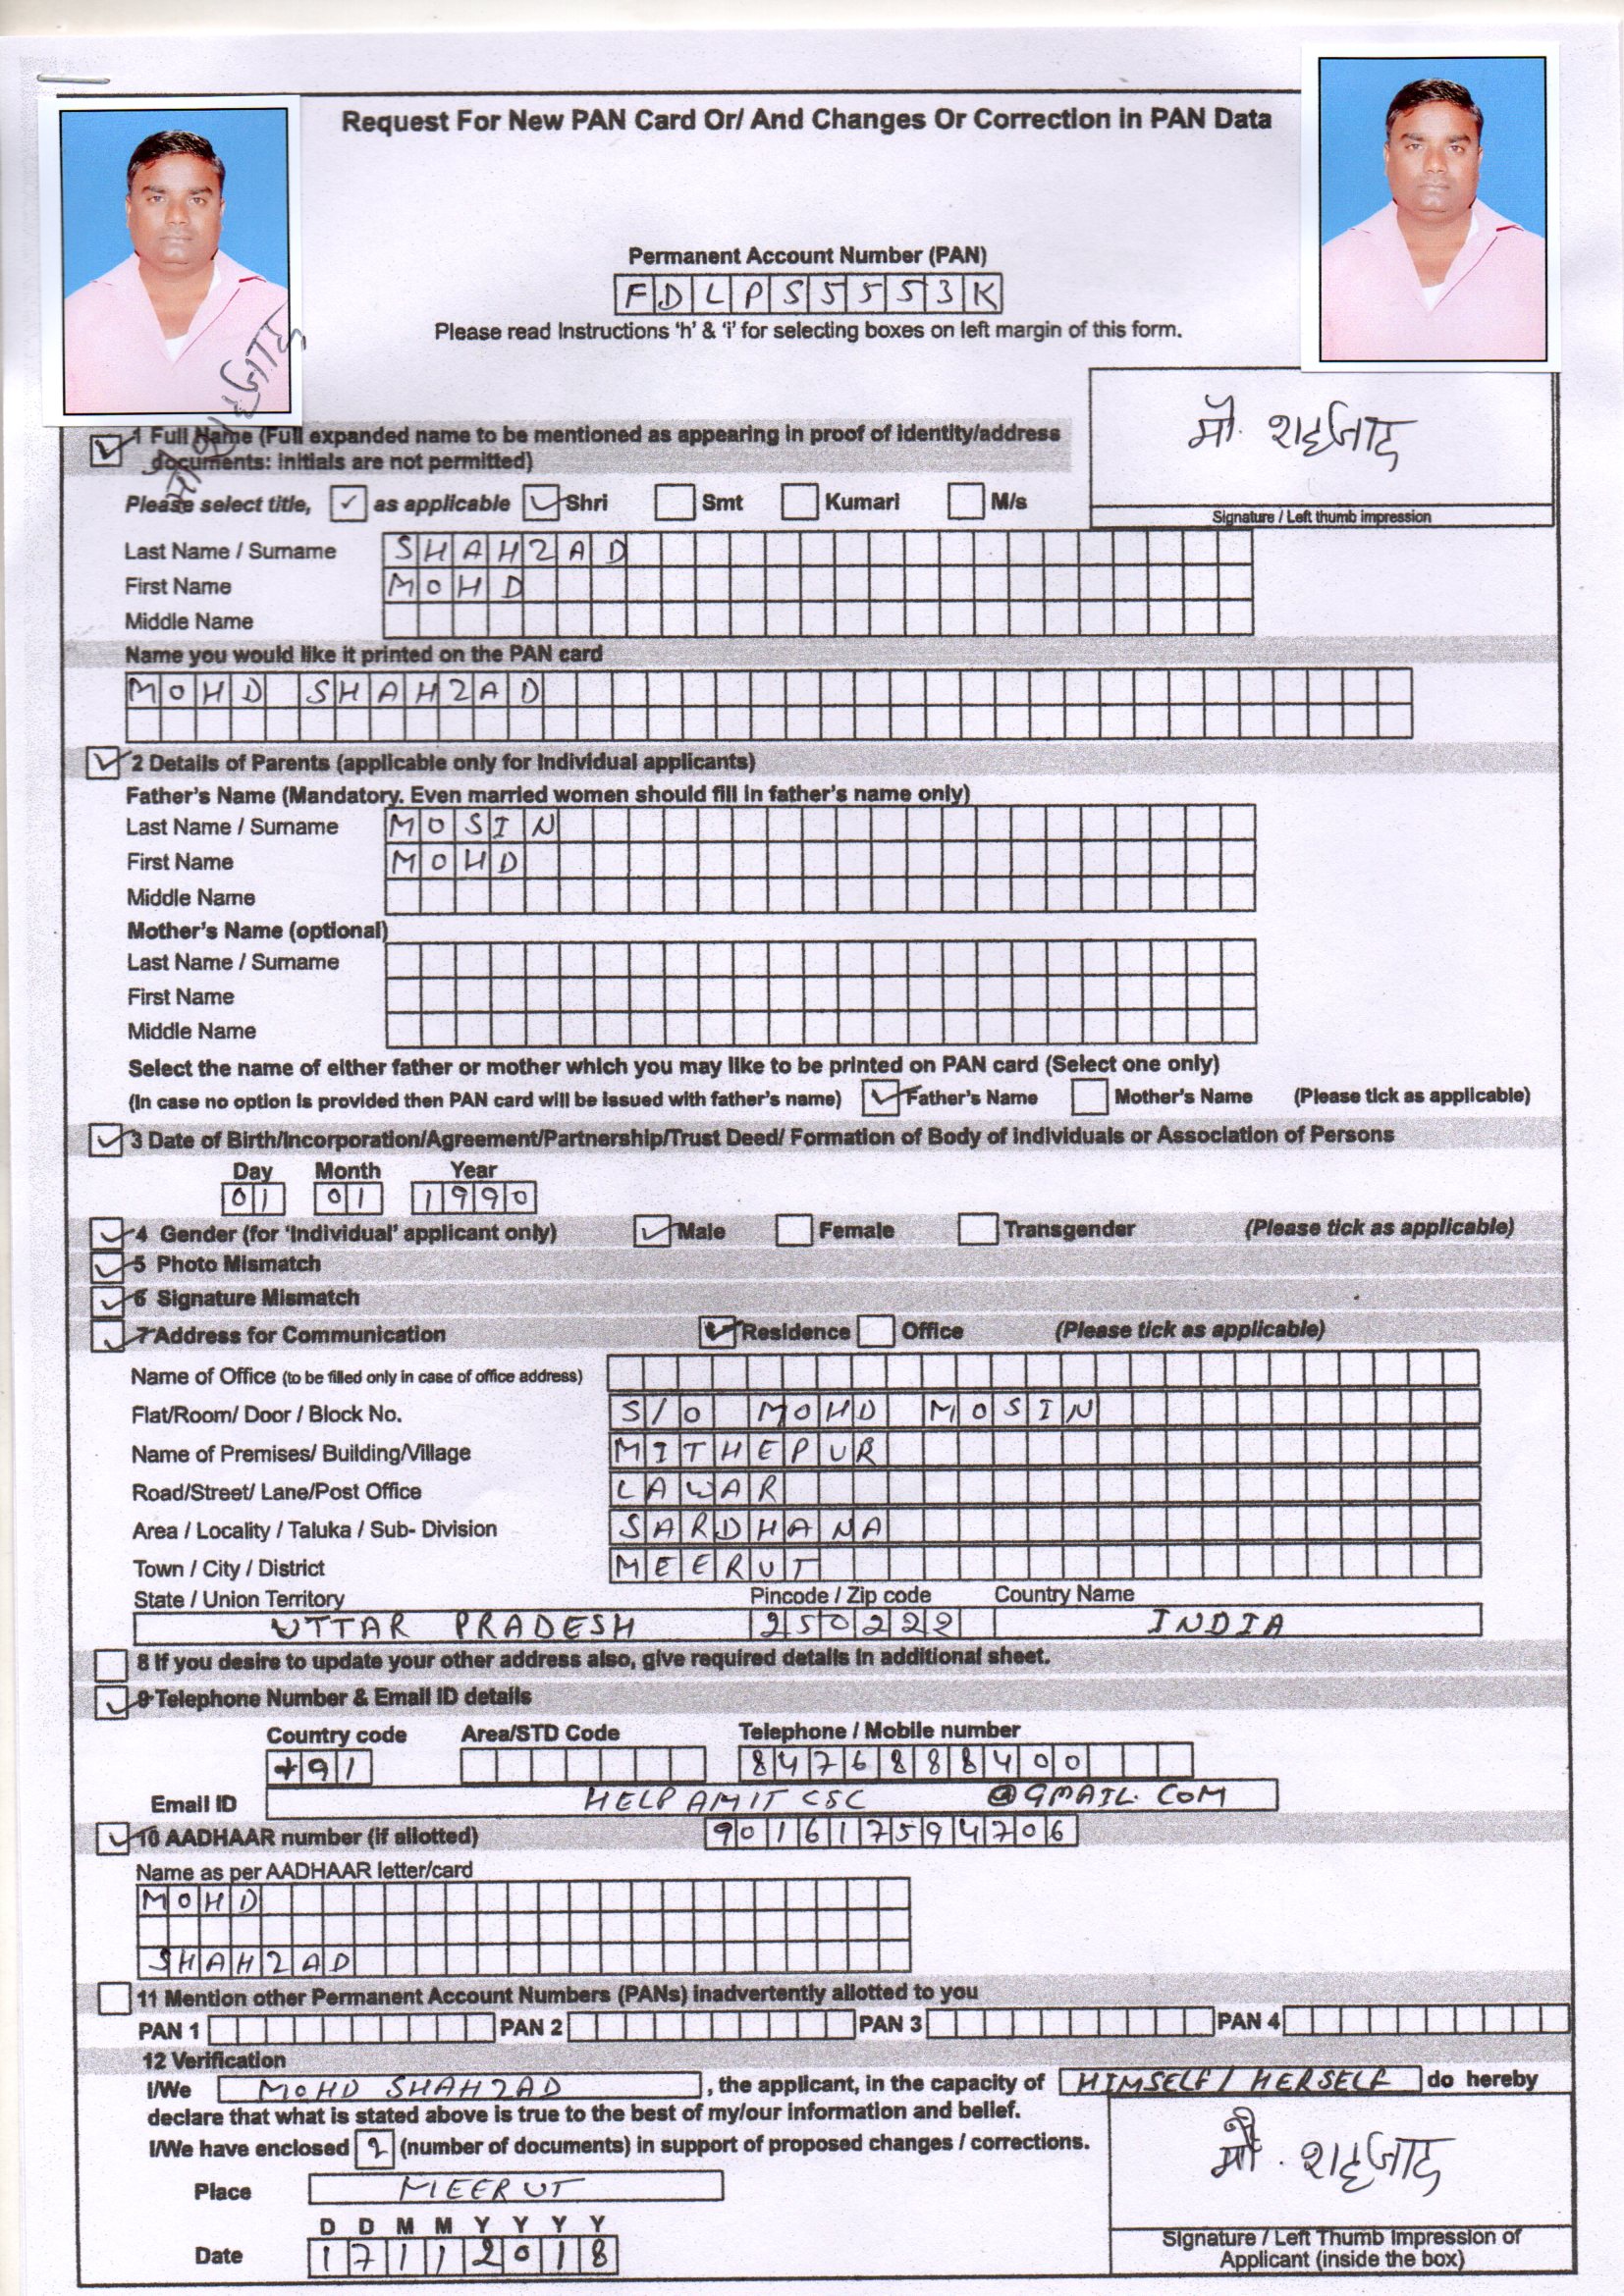 Request For New PAN Card Or/ And Changes Or Correction in PAN Data
Permanent Account Number (PAN)
FDLPS5553K
Please read Instructions 'h' & 'i' for selecting boxes on left margin of this form.
मौ. शहजाद
Signature / Left thumb impression
1 Full Name (Full expanded name to be mentioned as appearing in proof of identity/address
documents: initials are not permitted)
Please select title, ✓ as applicable ✓ Shri Smt Kumari M/s
Last Name / Surname SHAHZAD
First Name MOHD
Middle Name
Name you would like it printed on the PAN card
MOHD SHAHZAD
2 Details of Parents (applicable only for Individual applicants)
Father's Name (Mandatory. Even married women should fill in father's name only)
Last Name / Surname MOSIN
First Name MOHD
Middle Name
Mother's Name (optional)
Last Name / Surname
First Name
Middle Name
Select the name of either father or mother which you may like to be printed on PAN card (Select one only)
(In case no option is provided then PAN card will be issued with father's name) ✓ Father's Name Mother's Name (Please tick as applicable)
3 Date of Birth/Incorporation/Agreement/Partnership/Trust Deed/ Formation of Body of individuals or Association of Persons
Day Month Year
01 01 1990
4 Gender (for 'Individual' applicant only) ✓ Male Female Transgender (Please tick as applicable)
5 Photo Mismatch
6 Signature Mismatch
7 Address for Communication ✓ Residence Office (Please tick as applicable)
Name of Office (to be filled only in case of office address)
Flat/Room/ Door / Block No. S/O MOHD MOSIN
Name of Premises/ Building/Village MITHEPUR
Road/Street/ Lane/Post Office LAWAR
Area / Locality / Taluka / Sub- Division SARDHANA
Town / City / District MEERUT
State / Union Territory Pincode / Zip code Country Name
UTTAR PRADESH 250222 INDIA
8 If you desire to update your other address also, give required details in additional sheet.
9 Telephone Number & Email ID details
Country code Area/STD Code Telephone / Mobile number
+91 8476888400
Email ID HELPAMITCSC @GMAIL.COM
10 AADHAAR number (if allotted) 901617594706
Name as per AADHAAR letter/card
MOHD
SHAHZAD
11 Mention other Permanent Account Numbers (PANs) inadvertently allotted to you
PAN 1 PAN 2 PAN 3 PAN 4
12 Verification
I/We MOHD SHAHZAD , the applicant, in the capacity of HIMSELF / HERSELF do hereby
declare that what is stated above is true to the best of my/our information and belief.
I/We have enclosed 2 (number of documents) in support of proposed changes / corrections.
Place MEERUT
D D M M Y Y Y Y
Date 17112018
मौ. शहजाद
Signature / Left Thumb Impression of
Applicant (inside the box)